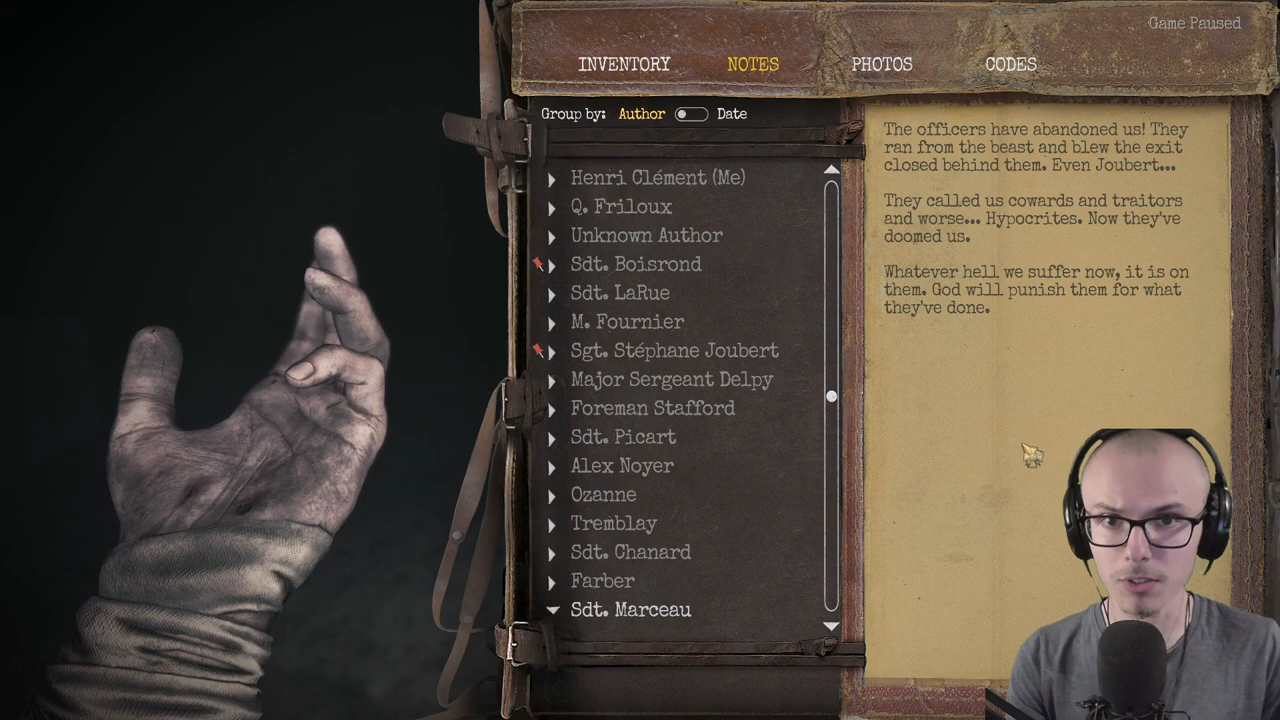 Game Paused
INVENTORY NOTES PHOTOS CODES
Group by: Author Date
Henri Clément (Me)
Q. Friloux
Unknown Author
Sdt. Boisrond
Sdt. LaRue
M. Fournier
Sgt. Stéphane Joubert
Major Sergeant Delpy
Foreman Stafford
Sdt. Picart
Alex Noyer
Ozanne
Tremblay
Sdt. Chanard
Farber
Sdt. Marceau
The officers have abandoned us! They
ran from the beast and blew the exit
closed behind them. Even Joubert...
They called us cowards and traitors
and worse... Hypocrites. Now they've
doomed us.
Whatever hell we suffer now, it is on
them. God will punish them for what
they've done.